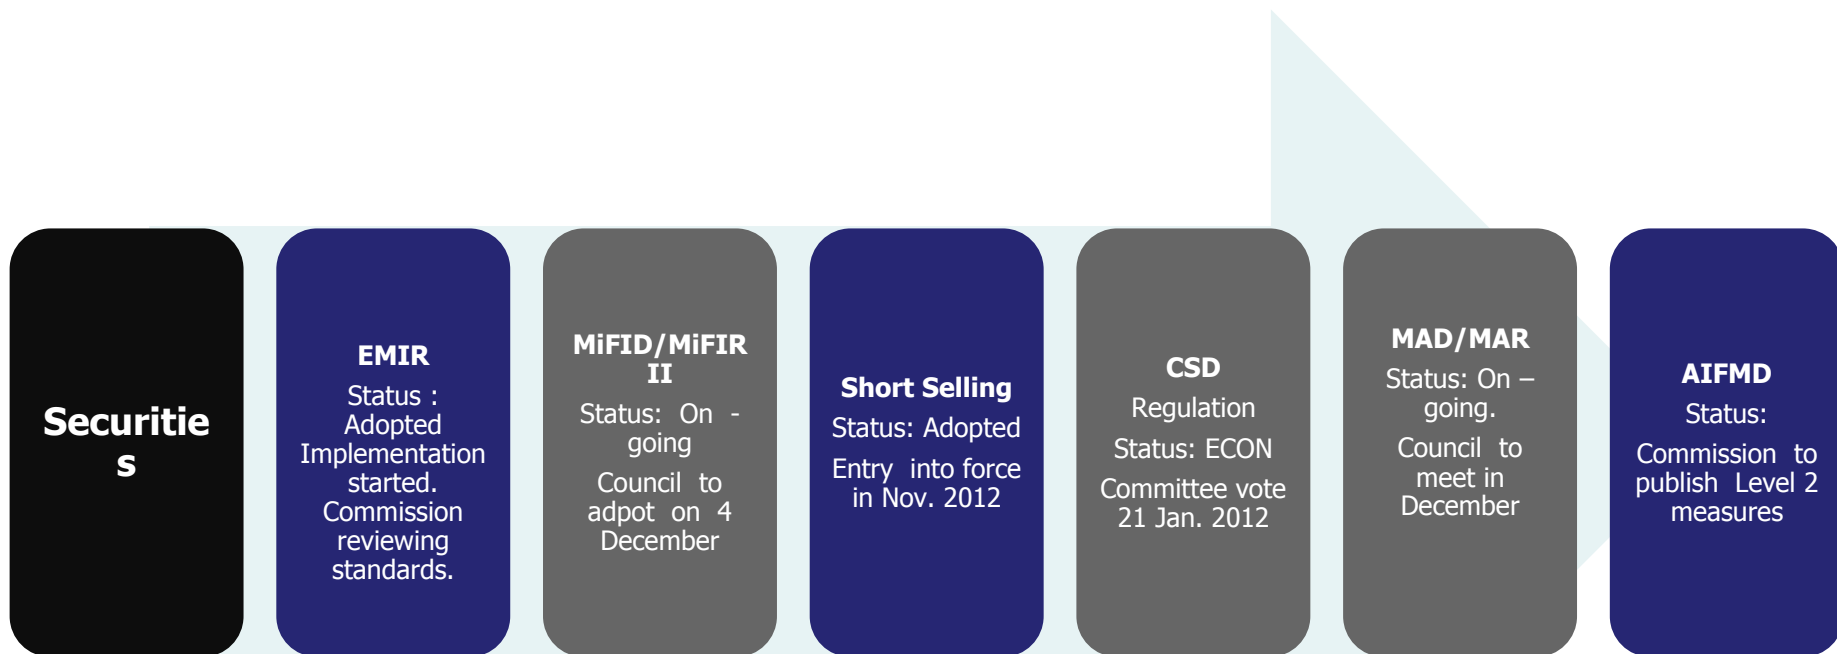 Securitie
s
EMIR
Status :
Adopted
Implementation
started.
Commission
reviewing
standards.
MiFID/MiFIR
II
Status: On -
going
Council to
adpot on 4
December
Short Selling
Status: Adopted
Entry into force
in Nov. 2012
CSD
Regulation
Status: ECON
Committee vote
21 Jan. 2012
MAD/MAR
Status: On –
going.
Council to
meet in
December
AIFMD
Status:
Commission to
publish Level 2
measures